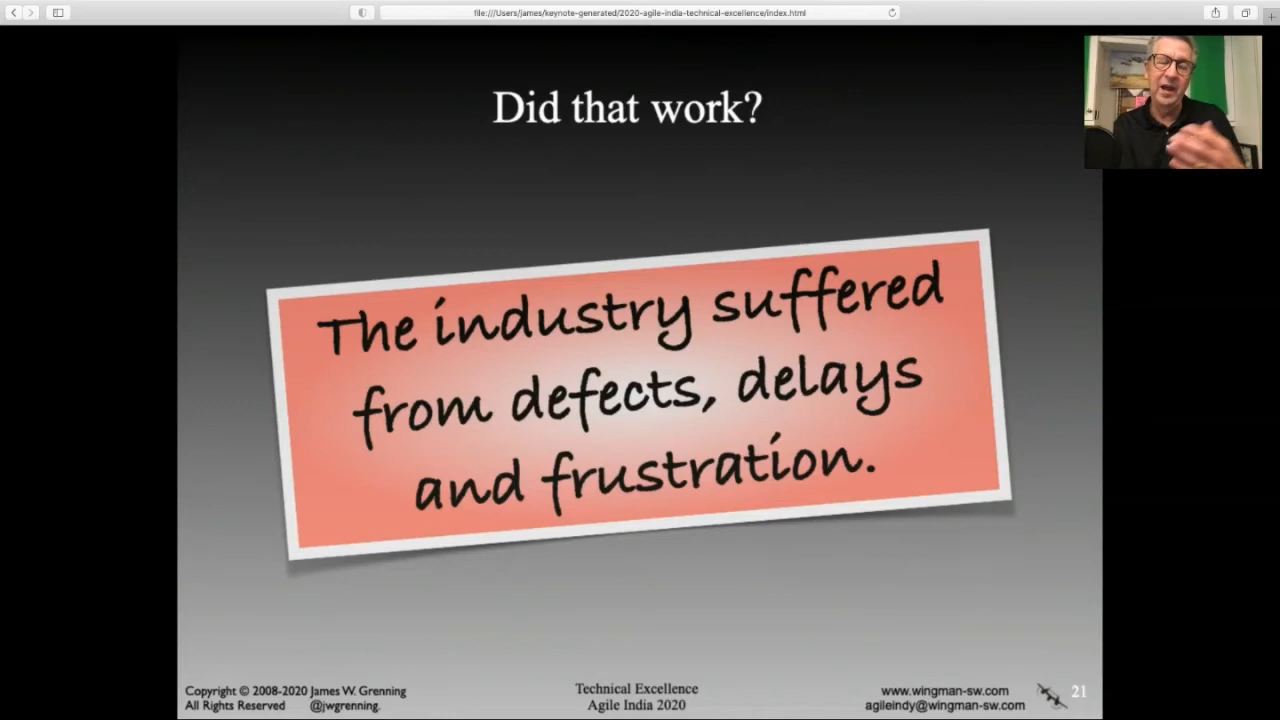 file:///Users/james/keynote-generated/2020-agile-india-technical-excellence/index.html
Did that work?
The industry suffered
from defects, delays
and frustration.
Copyright © 2008-2020 James W. Grenning
All Rights Reserved @jwgrenning.
Technical Excellence
Agile India 2020
www.wingman-sw.com
agileindy@wingman-sw.com
21